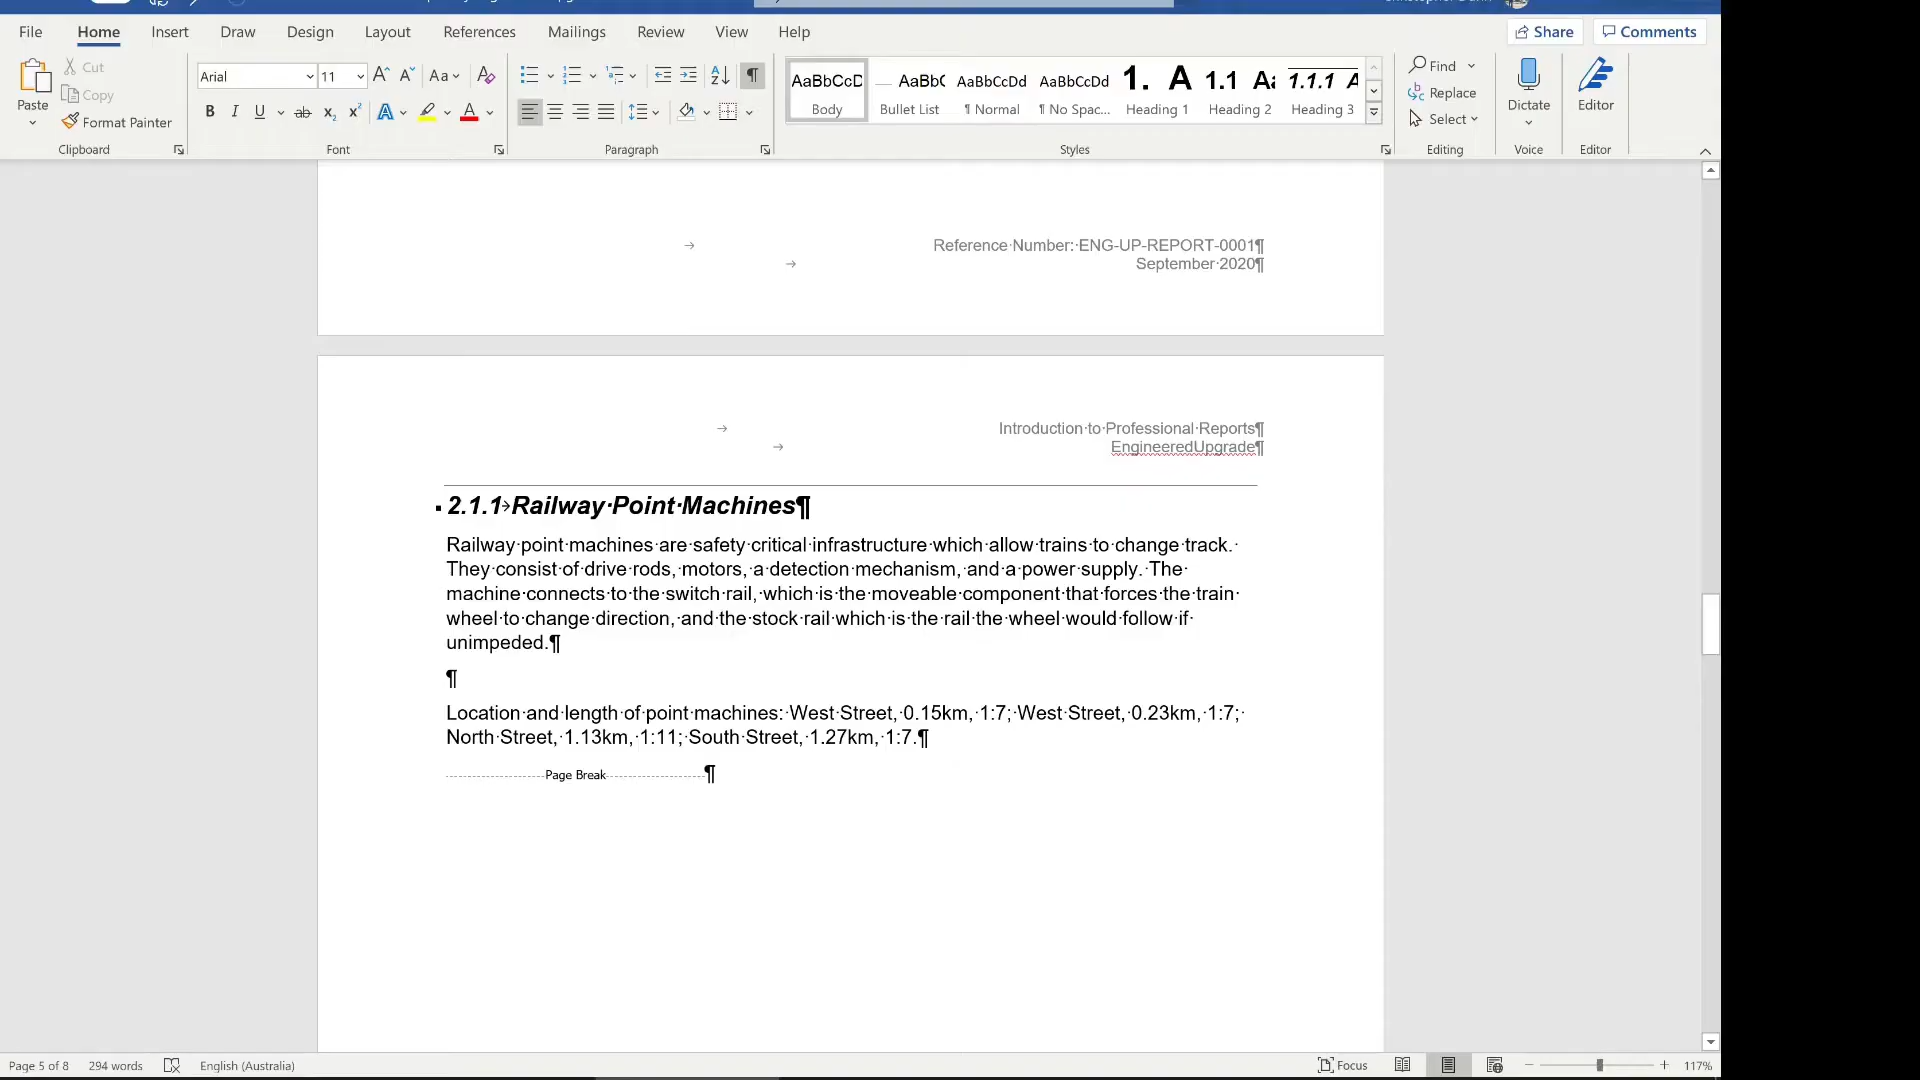 File Home Insert Draw Design Layout References Mailings Review View Help Share Comments
Paste Cut Copy Format Painter
Clipboard
Arial 11
Font
Paragraph
AaBbCcD AaBbC AaBbCcDd AaBbCcDd 1. A 1.1 Aa 1.1.1 A
Body Bullet List ¶ Normal ¶ No Spac... Heading 1 Heading 2 Heading 3
Styles
Find
Replace
Select
Editing
Dictate
Voice
Editor
Editor
Reference·Number:·ENG-UP-REPORT-0001¶
September·2020¶
Introduction·to·Professional·Reports¶
EngineeredUpgrade¶
2.1.1→Railway·Point·Machines¶
Railway·point·machines·are·safety·critical·infrastructure·which·allow·trains·to·change·track.·
They·consist·of·drive·rods,·motors,·a·detection·mechanism,·and·a·power·supply.·The·
machine·connects·to·the·switch·rail,·which·is·the·moveable·component·that·forces·the·train·
wheel·to·change·direction,·and·the·stock·rail·which·is·the·rail·the·wheel·would·follow·if·
unimpeded.¶
¶
Location·and·length·of·point·machines:·West·Street,·0.15km,·1:7;·West·Street,·0.23km,·1:7;·
North·Street,·1.13km,·1:11;·South·Street,·1.27km,·1:7.¶
Page Break¶
Page 5 of 8 294 words English (Australia) Focus 117%